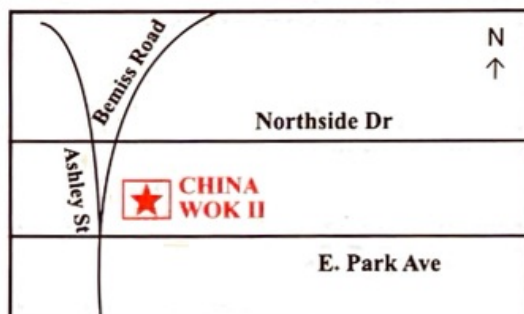 N
Bemiss Road
Northside Dr
Ashley St
CHINA
WOK II
E. Park Ave